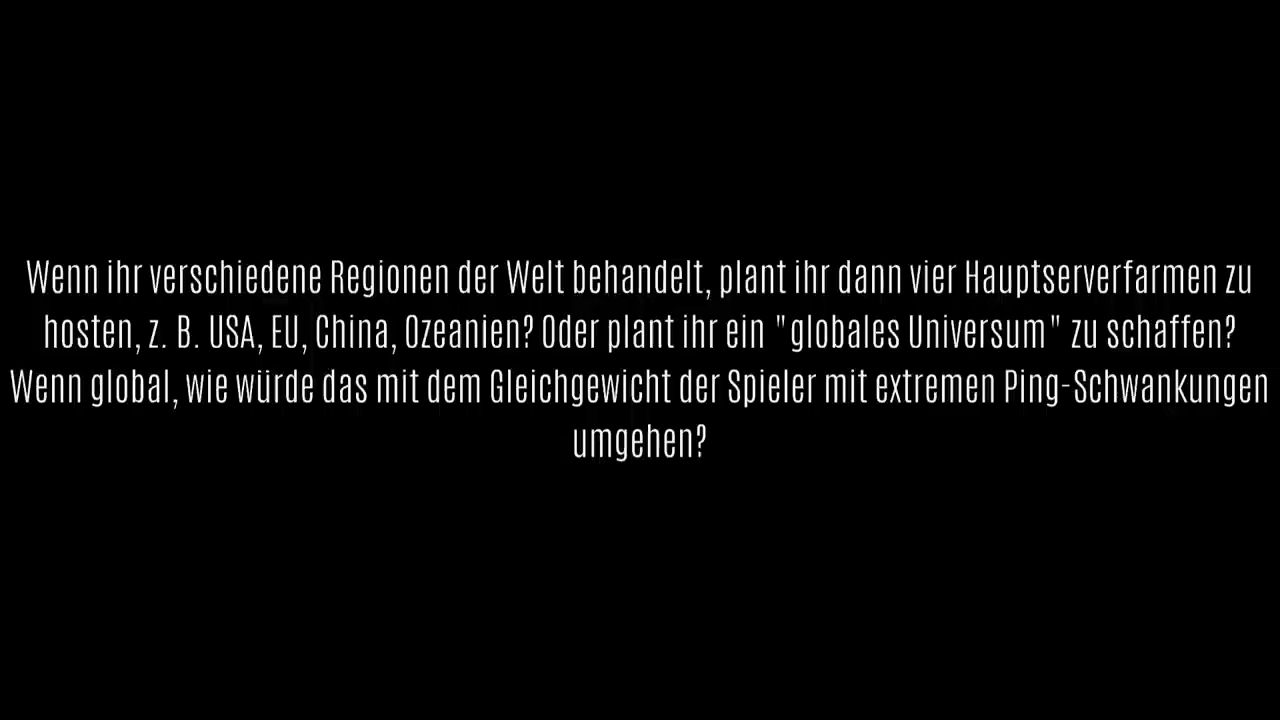 Wenn ihr verschiedene Regionen der Welt behandelt, plant ihr dann vier Hauptserverfarmen zu
hosten, z. B. USA, EU, China, Ozeanien? Oder plant ihr ein "globales Universum" zu schaffen?
Wenn global, wie würde das mit dem Gleichgewicht der Spieler mit extremen Ping-Schwankungen
umgehen?